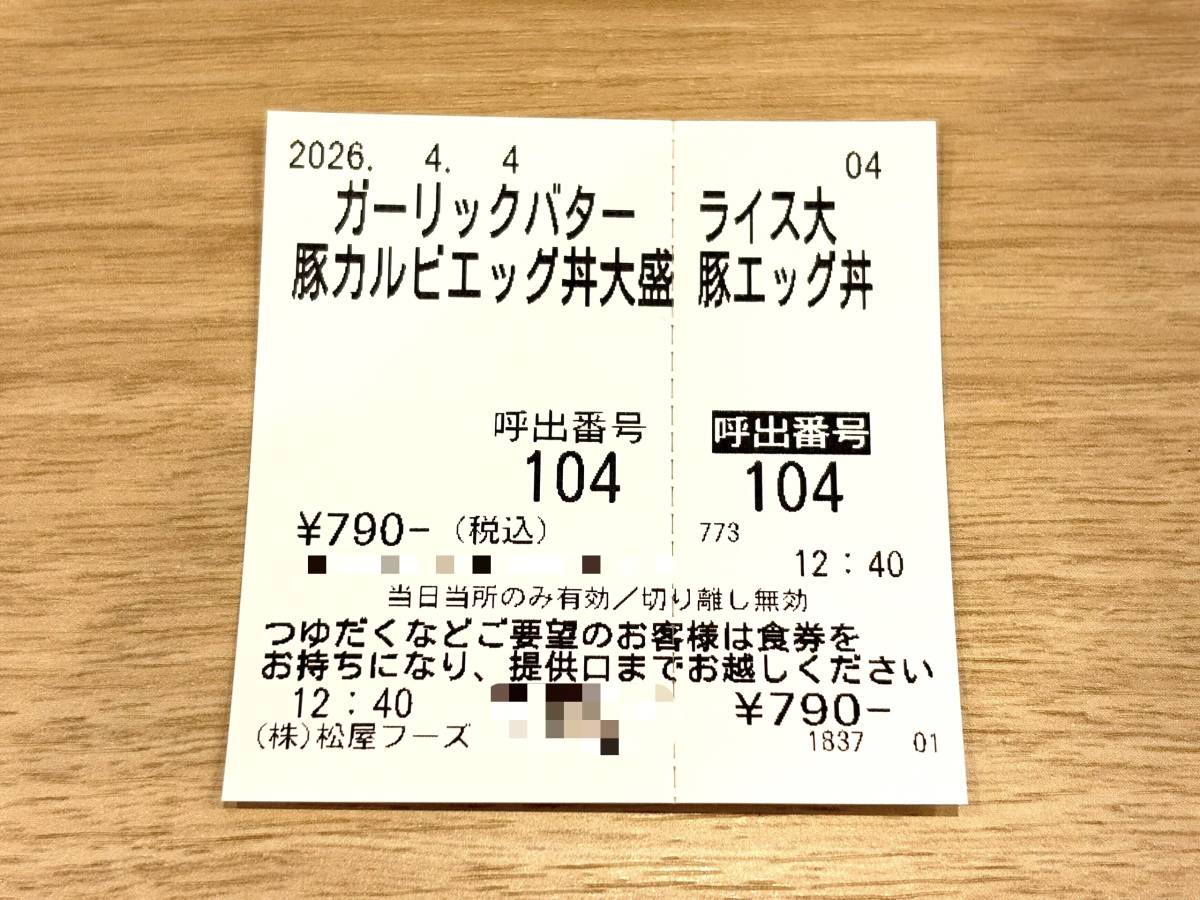 2026. 4. 4 04
ガーリックバター ライス大
豚カルビエッグ丼大盛 豚エッグ丼
呼出番号 呼出番号
104 104
¥790-(税込) 773
12:40
当日当所のみ有効/切り離し無効
つゆだくなどご要望のお客様は食券を
お持ちになり、提供口までお越しください
12:40 ¥790-
(株)松屋フーズ 1837 01